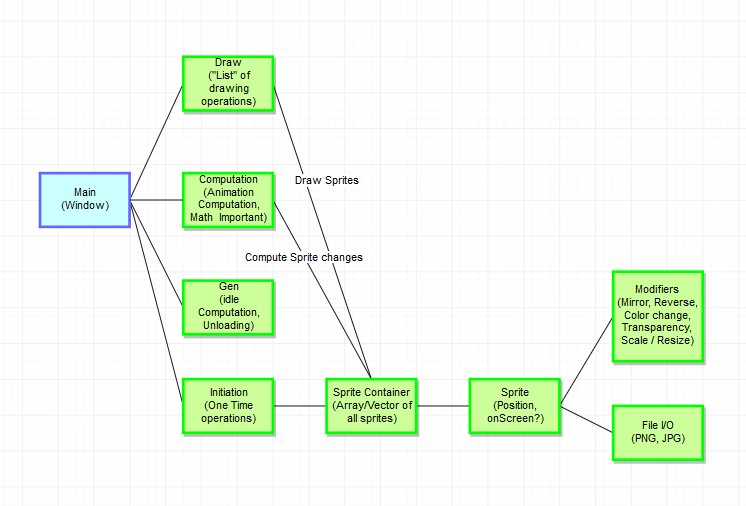 Draw
("List" of
drawing
operations)
Main
(Window)
Computation
(Animation
Computation,
Math Important)
Draw Sprites
Compute Sprite changes
Gen
(idle
Computation,
Unloading)
Initiation
(One Time
operations)
Sprite Container
(Array/Vector of
all sprites)
Sprite
(Position,
onScreen?)
Modifiers
(Mirror, Reverse,
Color change,
Transparency,
Scale / Resize)
File I/O
(PNG, JPG)